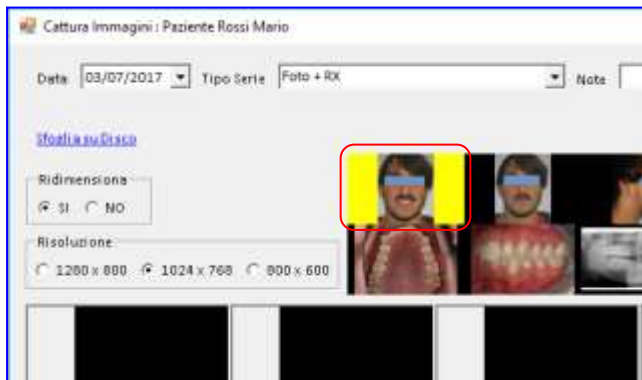 Cattura Immagini : Paziente Rossi Mario
Data 03/07/2017 Tipo Serie Foto + RX Note
Sfoglia su Disco
Ridimensiona
SI NO
Risoluzione
1280 x 800 1024 x 768 800 x 600